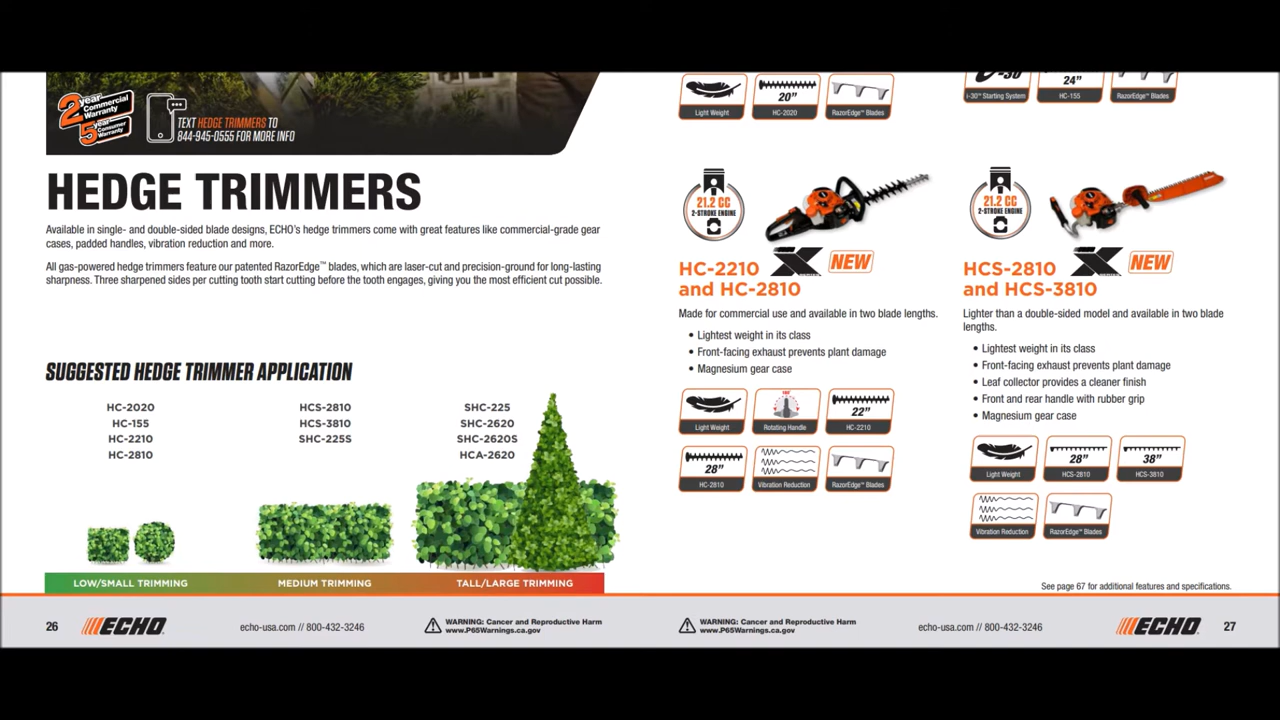 2 year Commercial Warranty
5 year Consumer Warranty
TEXT HEDGE TRIMMERS TO
844-945-0555 FOR MORE INFO
HEDGE TRIMMERS
Available in single- and double-sided blade designs, ECHO's hedge trimmers come with great features like commercial-grade gear
cases, padded handles, vibration reduction and more.
All gas-powered hedge trimmers feature our patented RazorEdge™ blades, which are laser-cut and precision-ground for long-lasting
sharpness. Three sharpened sides per cutting tooth start cutting before the tooth engages, giving you the most efficient cut possible.
SUGGESTED HEDGE TRIMMER APPLICATION
HC-2020
HC-155
HC-2210
HC-2810
HCS-2810
HCS-3810
SHC-225S
SHC-225
SHC-2620
SHC-2620S
HCA-2620
LOW/SMALL TRIMMING
MEDIUM TRIMMING
TALL/LARGE TRIMMING
26
ECHO
echo-usa.com // 800-432-3246
WARNING: Cancer and Reproductive Harm
www.P65Warnings.ca.gov
20"
Light Weight
HC-2020
RazorEdge™ Blades
24"
i-30™ Starting System
HC-155
RazorEdge™ Blades
21.2 CC
2-STROKE ENGINE
HC-2210 X SERIES NEW
and HC-2810
Made for commercial use and available in two blade lengths.
• Lightest weight in its class
• Front-facing exhaust prevents plant damage
• Magnesium gear case
Light Weight
180°
Rotating Handle
22"
HC-2210
28"
HC-2810
Vibration Reduction
RazorEdge™ Blades
21.2 CC
2-STROKE ENGINE
HCS-2810 X SERIES NEW
and HCS-3810
Lighter than a double-sided model and available in two blade
lengths.
• Lightest weight in its class
• Front-facing exhaust prevents plant damage
• Leaf collector provides a cleaner finish
• Front and rear handle with rubber grip
• Magnesium gear case
Light Weight
28"
HCS-2810
38"
HCS-3810
Vibration Reduction
RazorEdge™ Blades
See page 67 for additional features and specifications.
WARNING: Cancer and Reproductive Harm
www.P65Warnings.ca.gov
echo-usa.com // 800-432-3246
ECHO
27